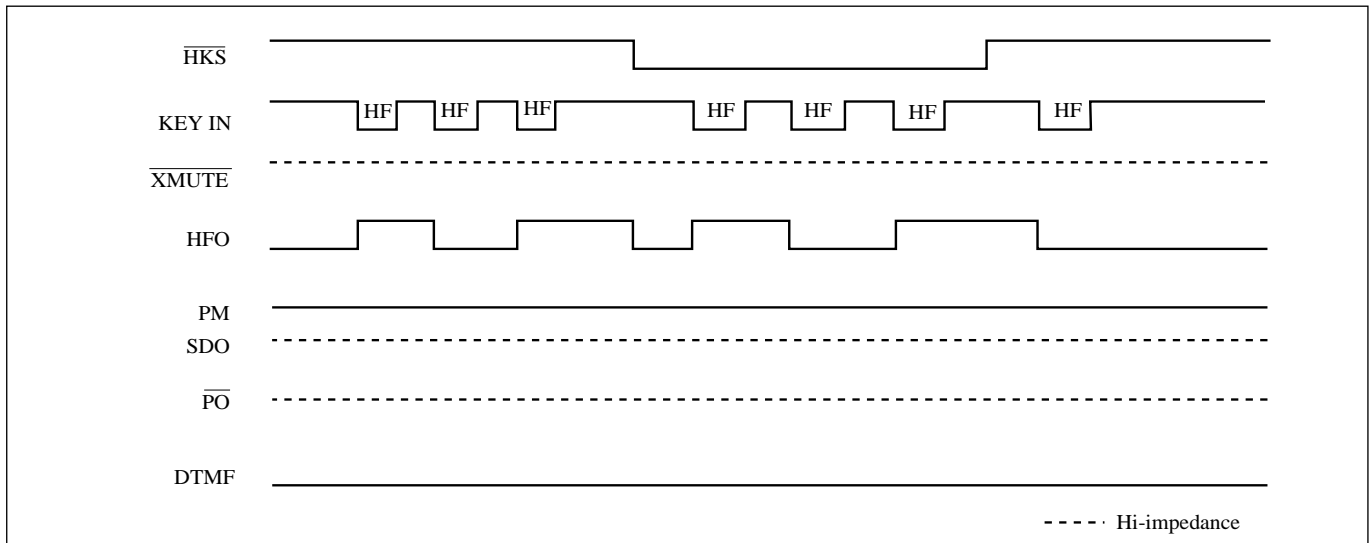 HKS
KEY IN HF HF HF HF HF HF HF
XMUTE
HFO
PM
SDO
PO
DTMF
Hi-impedance